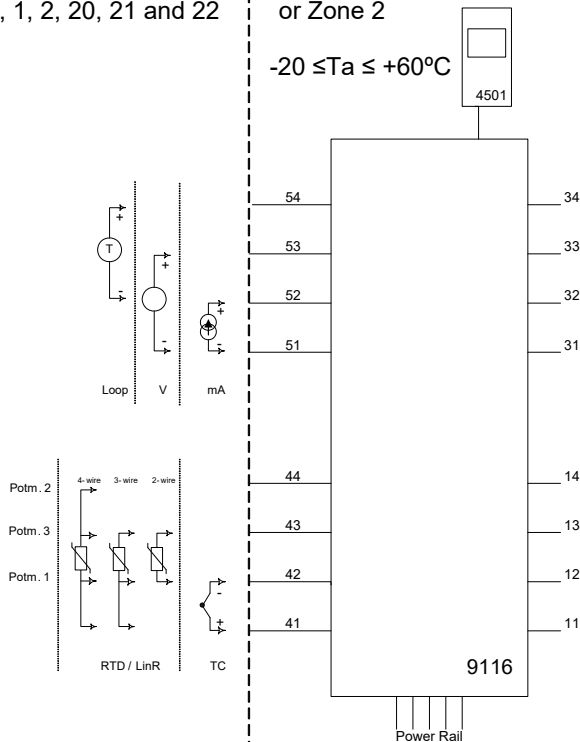 , 1, 2, 20, 21 and 22
or Zone 2
-20 ≤Ta ≤ +60ºC
4501
54
34
+
T
53
33
+
-
52
32
+
51
31
-
-
Loop
V
mA
Potm. 2
4-wire
3-wire
2-wire
44
14
Potm. 3
43
13
Potm. 1
42
12
-
+
41
11
RTD / LinR
TC
9116
Power Rail